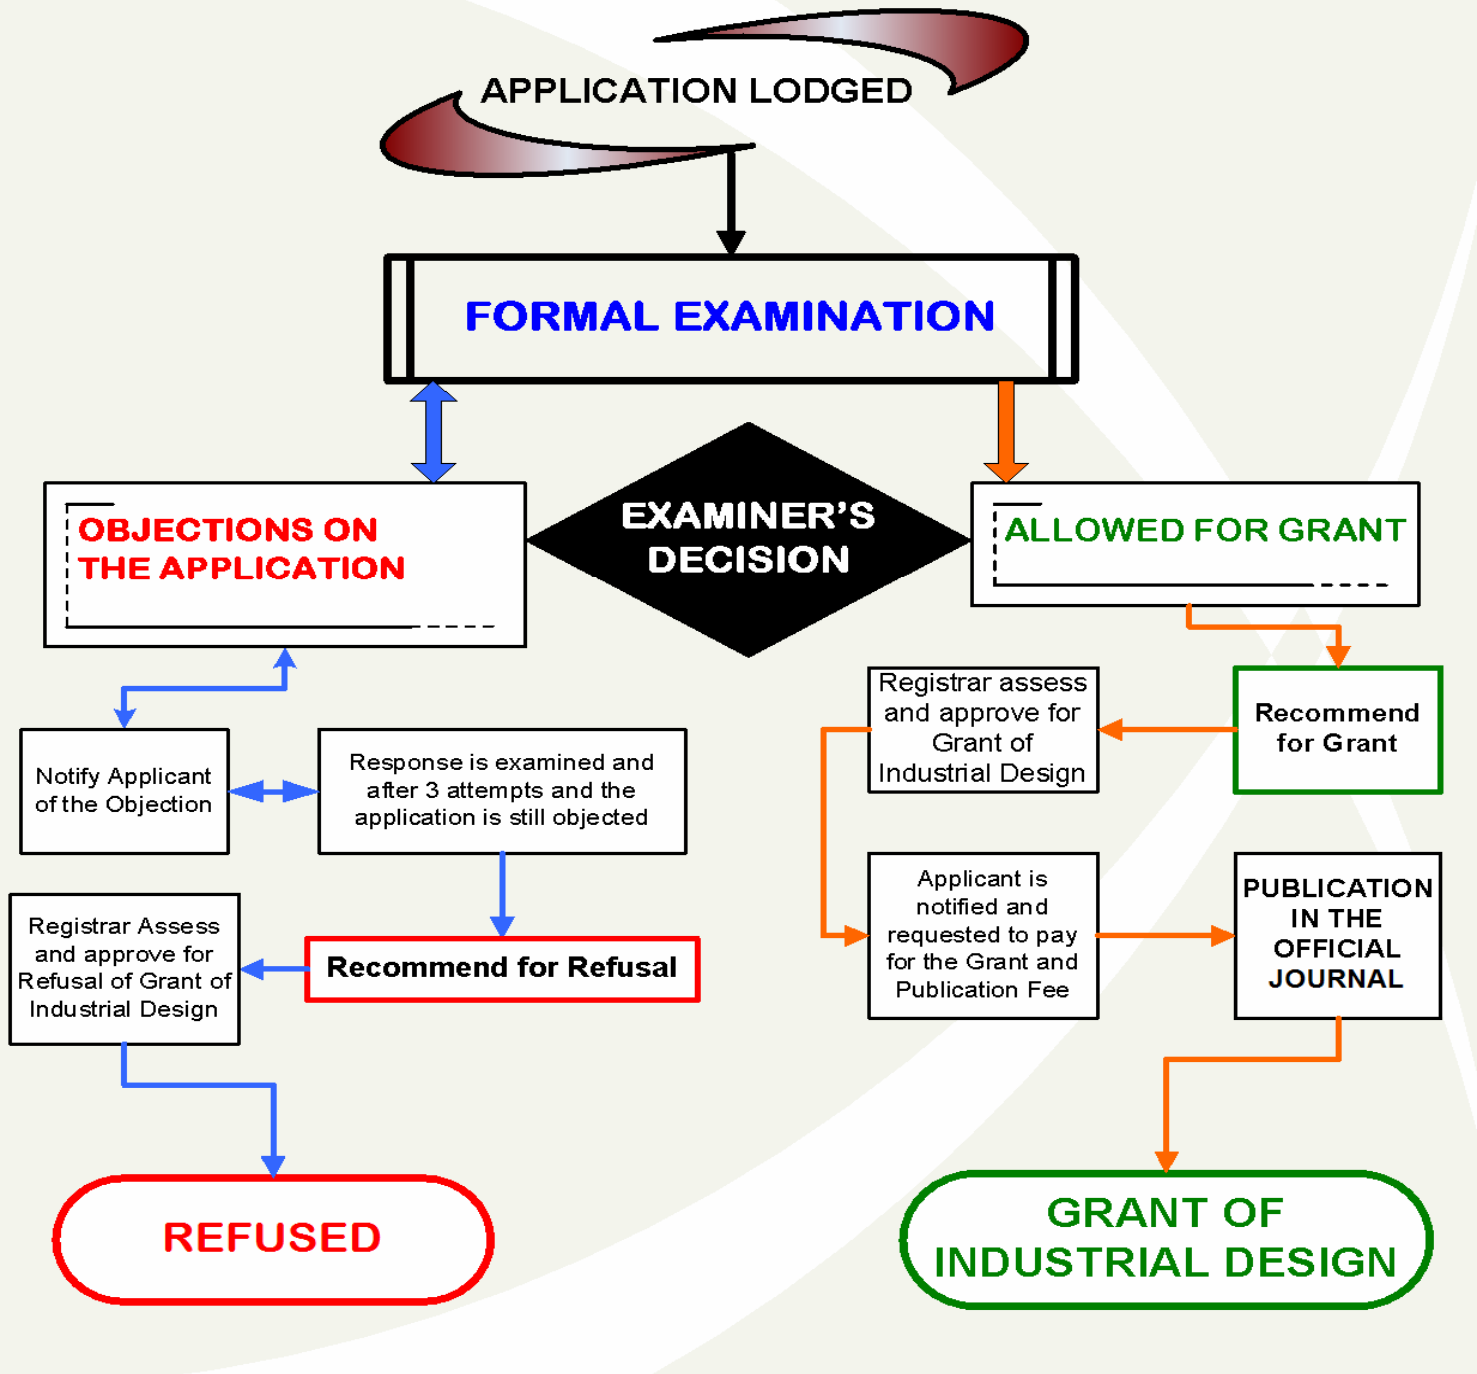 APPLICATION LODGED
FORMAL EXAMINATION
OBJECTIONS ON
THE APPLICATION
EXAMINER'S
DECISION
ALLOWED FOR GRANT
Registrar assess
and approve for
Grant of
Industrial Design
Recommend
for Grant
Notify Applicant
of the Objection
Response is examined and
after 3 attempts and the
application is still objected
Applicant is
notified and
requested to pay
for the Grant and
Publication Fee
PUBLICATION
IN THE
OFFICIAL
JOURNAL
Registrar Assess
and approve for
Refusal of Grant of
Industrial Design
Recommend for Refusal
REFUSED
GRANT OF
INDUSTRIAL DESIGN